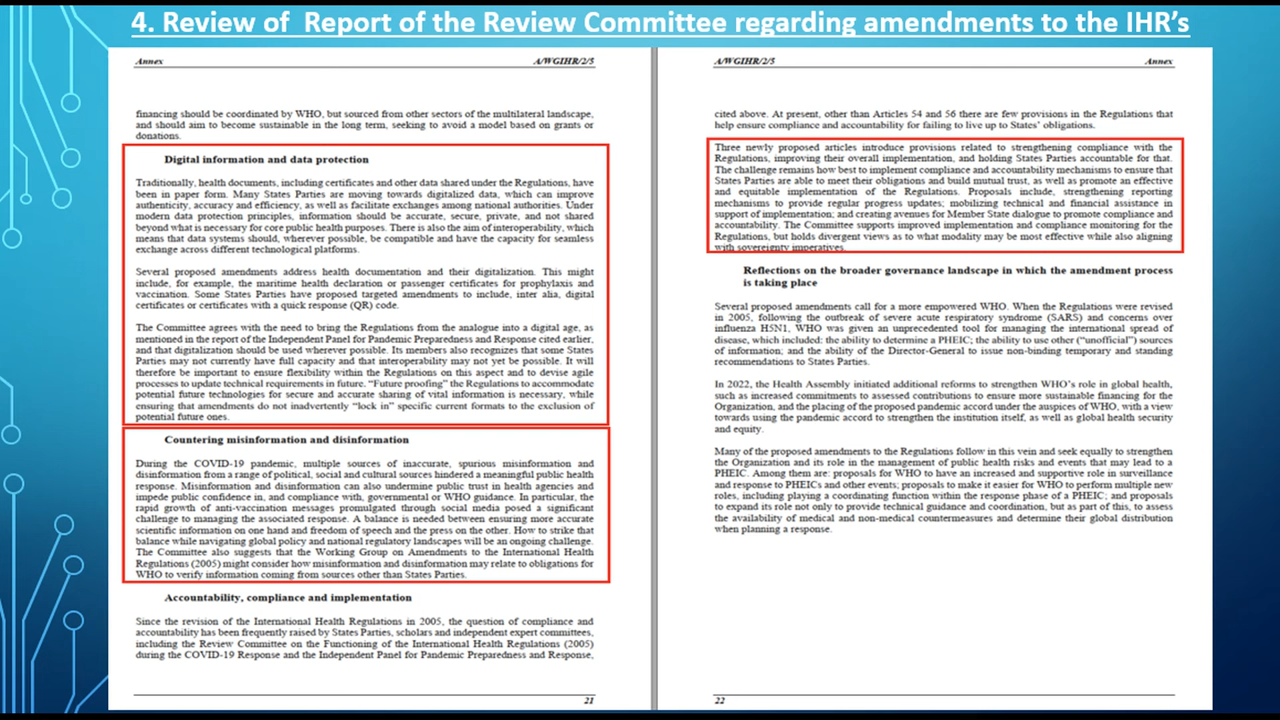 4. Review of  Report of the Review Committee regarding amendments to the IHR's
Annex
A/WGIHR/2/5
financing should be coordinated by WHO, but sourced from other sectors of the multilateral landscape,
and should aim to become sustainable in the long term, seeking to avoid a model based on grants or
donations.
Digital information and data protection
Traditionally, health documents, including certificates and other data shared under the Regulations, have
been in paper form. Many States Parties are moving towards digitalized data, which can improve
authenticity, accuracy and efficiency, as well as facilitate exchanges among national authorities. Under
modern data protection principles, information should be accurate, secure, private, and not shared
beyond what is necessary for core public health purposes. There is also the aim of interoperability, which
means that data systems should, wherever possible, be compatible and have the capacity for seamless
exchange across different technological platforms.
Several proposed amendments address health documentation and their digitalization. This might
include, for example, the maritime health declaration or passenger certificates for prophylaxis and
vaccination. Some States Parties have proposed targeted amendments to include, inter alia, digital
certificates or certificates with a quick response (QR) code.
The Committee agrees with the need to bring the Regulations from the analogue into a digital age, as
mentioned in the report of the Independent Panel for Pandemic Preparedness and Response cited earlier,
and that digitalization should be used wherever possible. Its members also recognizes that some States
Parties may not currently have full capacity and that interoperability may not yet be possible. It will
therefore be important to ensure flexibility within the Regulations on this aspect and to devise agile
processes to update technical requirements in future. “Future proofing” the Regulations to accommodate
potential future technologies for secure and accurate sharing of vital information is necessary, while
ensuring that amendments do not inadvertently “lock in” specific current formats to the exclusion of
potential future ones.
Countering misinformation and disinformation
During the COVID-19 pandemic, multiple sources of inaccurate, spurious misinformation and
disinformation from a range of political, social and cultural sources hindered a meaningful public health
response. Misinformation and disinformation can also undermine public trust in health agencies and
impede public confidence in, and compliance with, governmental or WHO guidance. In particular, the
rapid growth of anti-vaccination messages promulgated through social media posed a significant
challenge to managing the associated response. A balance is needed between ensuring more accurate
scientific information on one hand and freedom of speech and the press on the other. How to strike that
balance while navigating global policy and national regulatory landscapes will be an ongoing challenge.
The Committee also suggests that the Working Group on Amendments to the International Health
Regulations (2005) might consider how misinformation and disinformation may relate to obligations for
WHO to verify information coming from sources other than States Parties.
Accountability, compliance and implementation
Since the revision of the International Health Regulations in 2005, the question of compliance and
accountability has been frequently raised by States Parties, scholars and independent expert committees,
including the Review Committee on the Functioning of the International Health Regulations (2005)
during the COVID-19 Response and the Independent Panel for Pandemic Preparedness and Response,
21
A/WGIHR/2/5
Annex
cited above. At present, other than Articles 54 and 56 there are few provisions in the Regulations that
help ensure compliance and accountability for failing to live up to States' obligations.
Three newly proposed articles introduce provisions related to strengthening compliance with the
Regulations, improving their overall implementation, and holding States Parties accountable for that.
The challenge remains how best to implement compliance and accountability mechanisms to ensure that
States Parties are able to meet their obligations and build mutual trust, as well as promote an effective
and equitable implementation of the Regulations. Proposals include, strengthening reporting
mechanisms to provide regular progress updates; mobilizing technical and financial assistance in
support of implementation; and creating avenues for Member State dialogue to promote compliance and
accountability. The Committee supports improved implementation and compliance monitoring for the
Regulations, but holds divergent views as to what modality may be most effective while also aligning
with sovereignty imperatives.
Reflections on the broader governance landscape in which the amendment process
is taking place
Several proposed amendments call for a more empowered WHO. When the Regulations were revised
in 2005, following the outbreak of severe acute respiratory syndrome (SARS) and concerns over
influenza H5N1, WHO was given an unprecedented tool for managing the international spread of
disease, which included: the ability to determine a PHEIC; the ability to use other (“unofficial”) sources
of information; and the ability of the Director-General to issue non-binding temporary and standing
recommendations to States Parties.
In 2022, the Health Assembly initiated additional reforms to strengthen WHO's role in global health,
such as increased commitments to assessed contributions to ensure more sustainable financing for the
Organization, and the placing of the proposed pandemic accord under the auspices of WHO, with a view
towards using the pandemic accord to strengthen the institution itself, as well as global health security
and equity.
Many of the proposed amendments to the Regulations follow in this vein and seek equally to strengthen
the Organization and its role in the management of public health risks and events that may lead to a
PHEIC. Among them are: proposals for WHO to have an increased and supportive role in surveillance
and response to PHEICs and other events; proposals to make it easier for WHO to perform multiple new
roles, including playing a coordinating function within the response phase of a PHEIC; and proposals
to expand its role not only to provide technical guidance and coordination, but as part of this, to assess
the availability of medical and non-medical countermeasures and determine their global distribution
when planning a response.
22